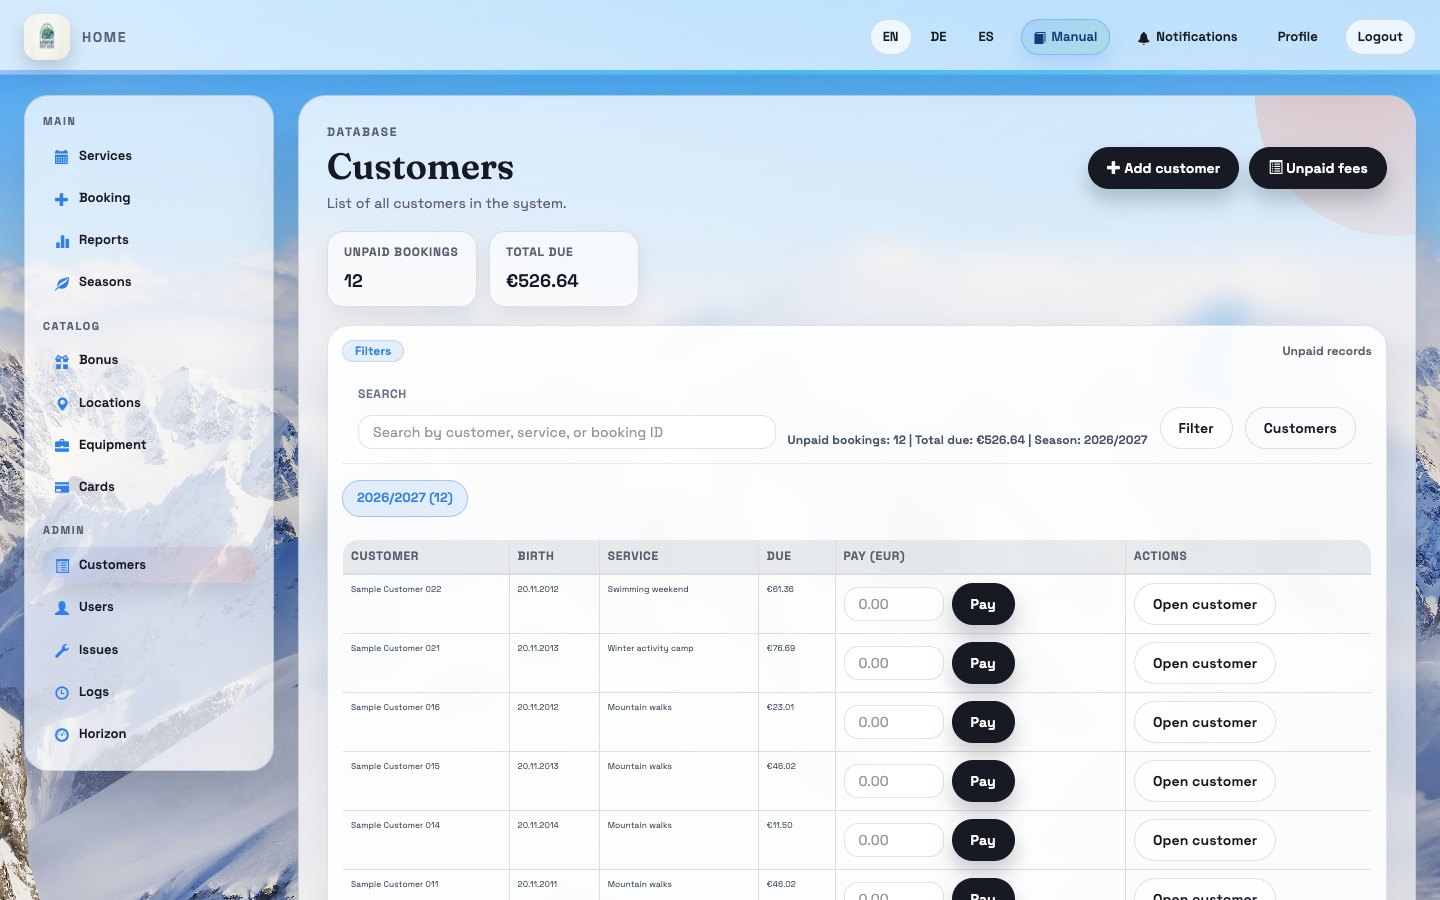 HOME
EN DE ES Manual Notifications Profile Logout
MAIN
Services
Booking
Reports
Seasons
CATALOG
Bonus
Locations
Equipment
Cards
ADMIN
Customers
Users
Issues
Logs
Horizon
DATABASE
Customers
List of all customers in the system.
Add customer Unpaid fees
UNPAID BOOKINGS
12
TOTAL DUE
€526.64
Filters Unpaid records
SEARCH
Search by customer, service, or booking ID Unpaid bookings: 12 | Total due: €526.64 | Season: 2026/2027 Filter Customers
2026/2027 (12)
CUSTOMER BIRTH SERVICE DUE PAY (EUR) ACTIONS
Sample Customer 022 20.11.2012 Swimming weekend €61.36 0.00 Pay Open customer
Sample Customer 021 20.11.2013 Winter activity camp €76.69 0.00 Pay Open customer
Sample Customer 016 20.11.2012 Mountain walks €23.01 0.00 Pay Open customer
Sample Customer 015 20.11.2013 Mountain walks €46.02 0.00 Pay Open customer
Sample Customer 014 20.11.2014 Mountain walks €11.50 0.00 Pay Open customer
Sample Customer 011 20.11.2011 Mountain walks €46.02 0.00 Pay Open customer